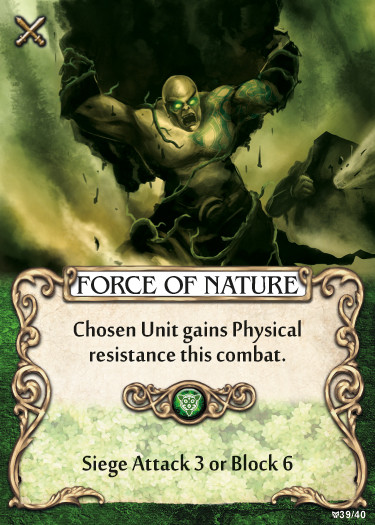 FORCE OF NATURE
Chosen Unit gains Physical
resistance this combat.
Siege Attack 3 or Block 6
39/40